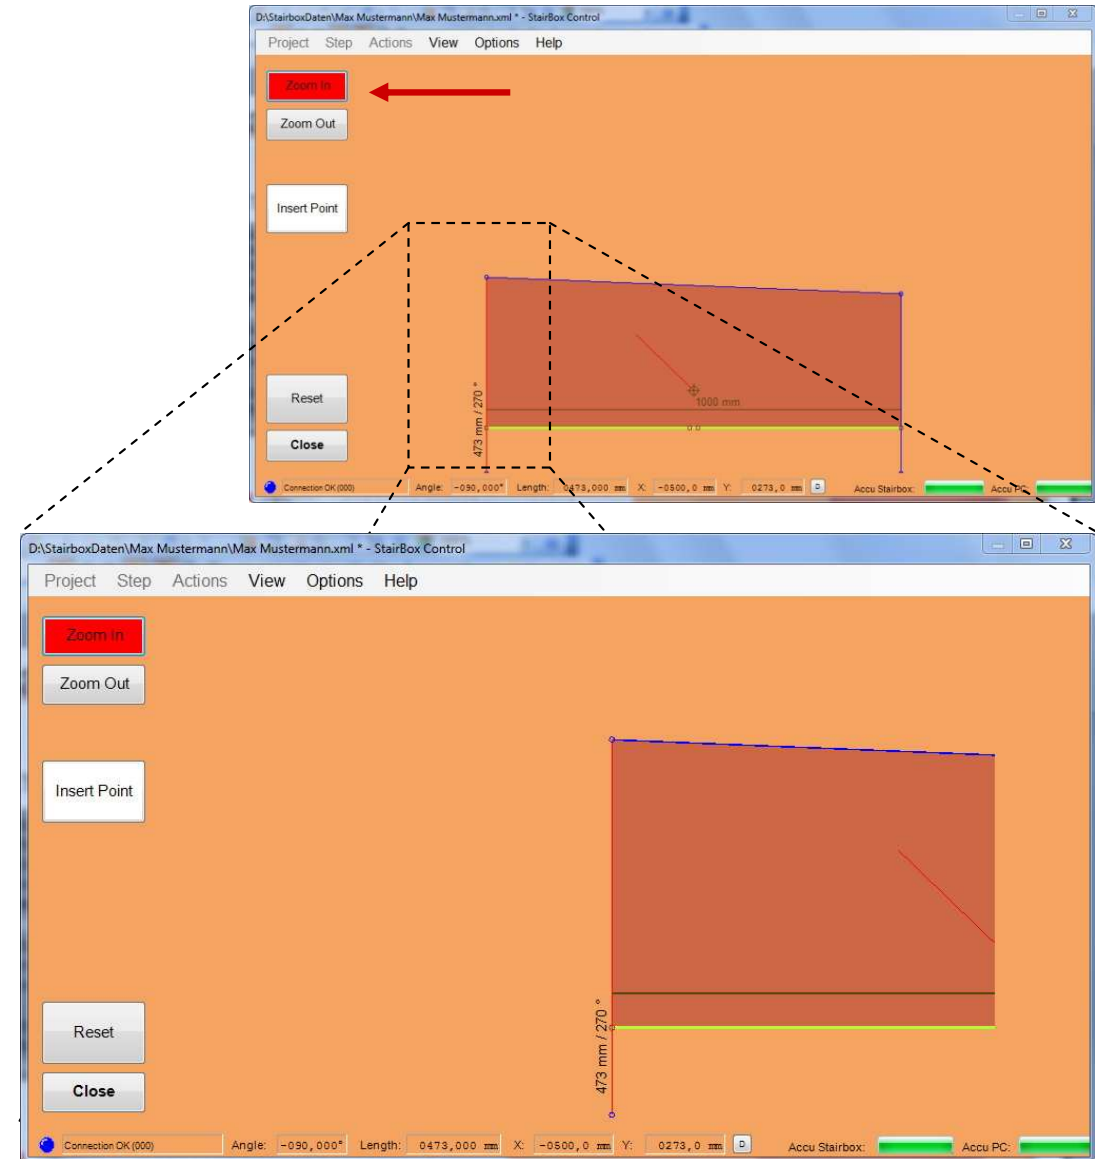 D:\StairboxDaten\Max Mustermann\Max Mustermann.xml * - StairBox Control
Project Step Actions View Options Help
Zoom In
Zoom Out
Insert Point
Reset
Close
473 mm / 270 °
1000 mm
Connection OK (000) Angle: -090,000° Length: 0473,000 mm X: -0500,0 mm Y: 0273,0 mm D Accu Stairbox: Accu PC:
D:\StairboxDaten\Max Mustermann\Max Mustermann.xml * - StairBox Control
Project Step Actions View Options Help
Zoom In
Zoom Out
Insert Point
Reset
Close
473 mm / 270 °
Connection OK (000) Angle: -090,000° Length: 0473,000 mm X: -0500,0 mm Y: 0273,0 mm D Accu Stairbox: Accu PC: